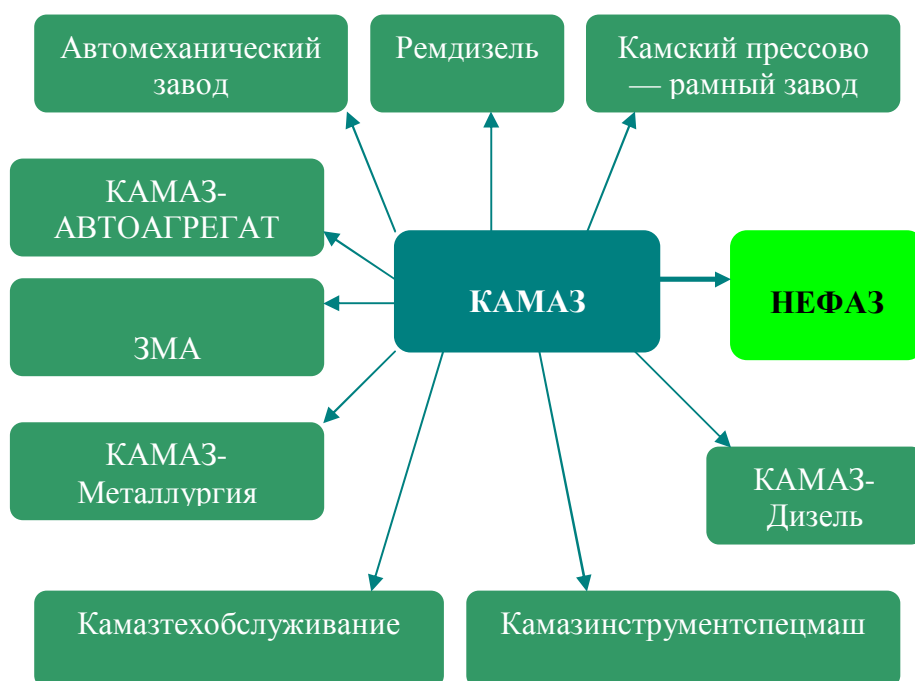 Автомеханический
завод
Ремдизель
Камский прессово
— рамный завод
КАМАЗ-
АВТОАГРЕГАТ
КАМАЗ
НЕФАЗ
ЗМА
КАМАЗ-
Металлургия
КАМАЗ-
Дизель
Камазтехобслуживание
Камазинструментспецмаш